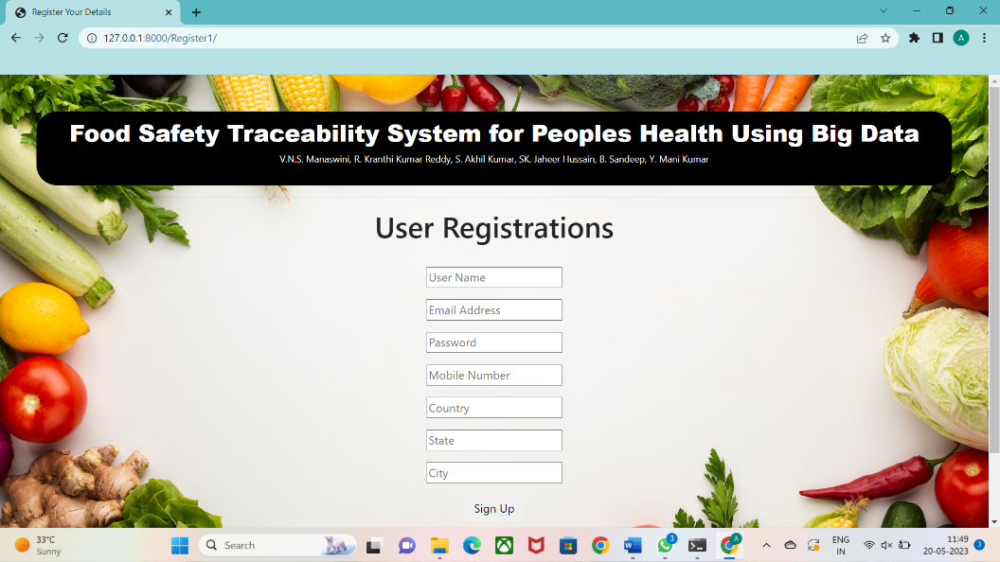 Register Your Details
127.0.0.1:8000/Register1/
A
Food Safety Traceability System for Peoples Health Using Big Data
V.N.S. Manaswini, R. Kranthi Kumar Reddy, S. Akhil Kumar, SK. Jaheer Hussain, B. Sandeep, Y. Mani Kumar
User Registrations
User Name
Email Address
Password
Mobile Number
Country
State
City
Sign Up
33°C
Sunny
Search
W
3
A
ENG
IN
11:49
20-05-2023
3